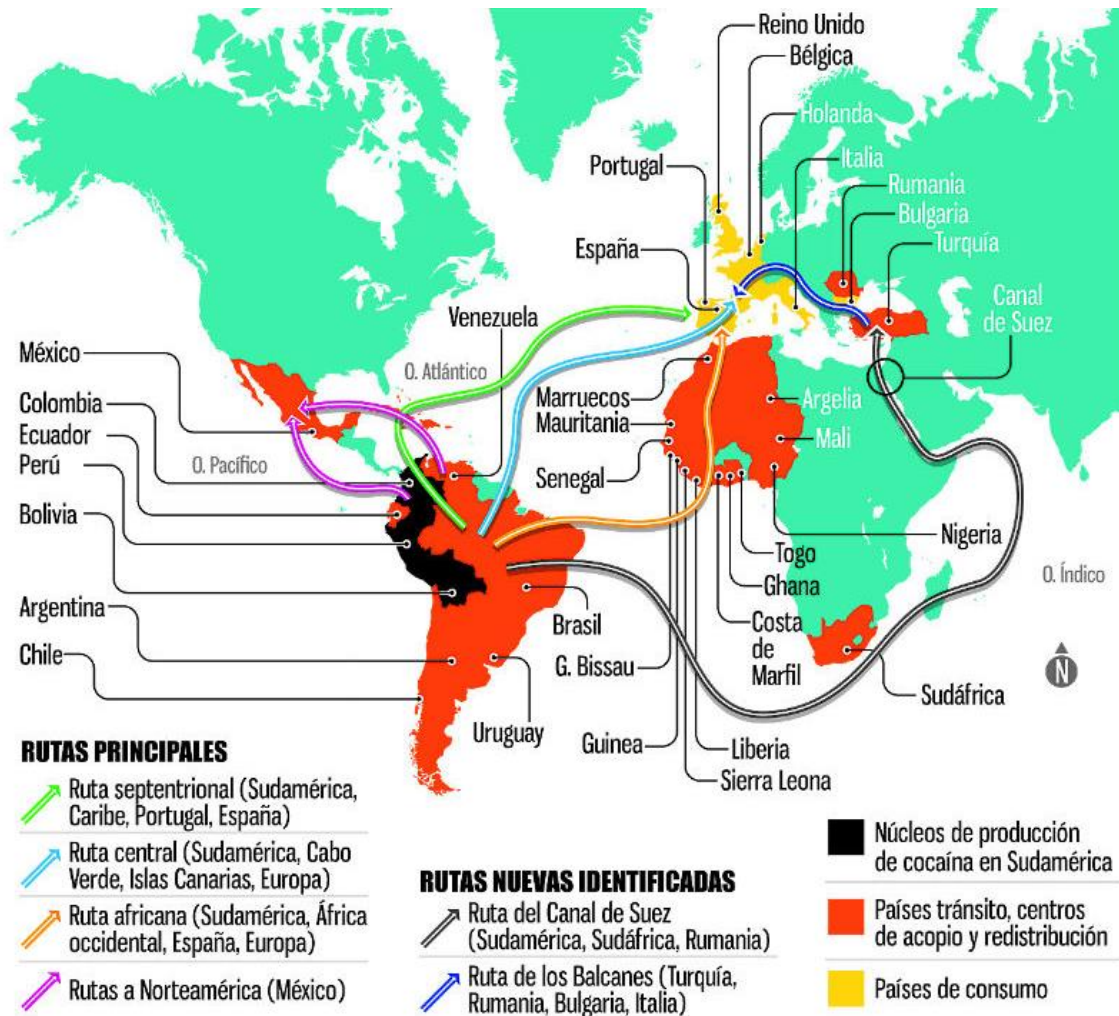 Reino Unido
Bélgica
Holanda
Portugal
Italia
Rumania
Bulgaria
España
Turquía
Venezuela
Canal
de Suez
México
O. Atlántico
Colombia
Marruecos
Argelia
Ecuador
Mauritania
Mali
Perú
O. Pacífico
Senegal
Bolivia
Nigeria
Togo
O. Índico
Ghana
Argentina
Brasil
Costa
de
Marfil
Chile
G. Bissau
N
Sudáfrica
Uruguay
Guinea
Liberia
Sierra Leona
RUTAS PRINCIPALES
Ruta septentrional (Sudamérica,
Caribe, Portugal, España)
Ruta central (Sudamérica, Cabo
Verde, Islas Canarias, Europa)
Ruta africana (Sudamérica, África
occidental, España, Europa)
Rutas a Norteamérica (México)
RUTAS NUEVAS IDENTIFICADAS
Ruta del Canal de Suez
(Sudamérica, Sudáfrica, Rumania)
Ruta de los Balcanes (Turquía,
Rumania, Bulgaria, Italia)
Núcleos de producción
de cocaína en Sudamérica
Países tránsito, centros
de acopio y redistribución
Países de consumo